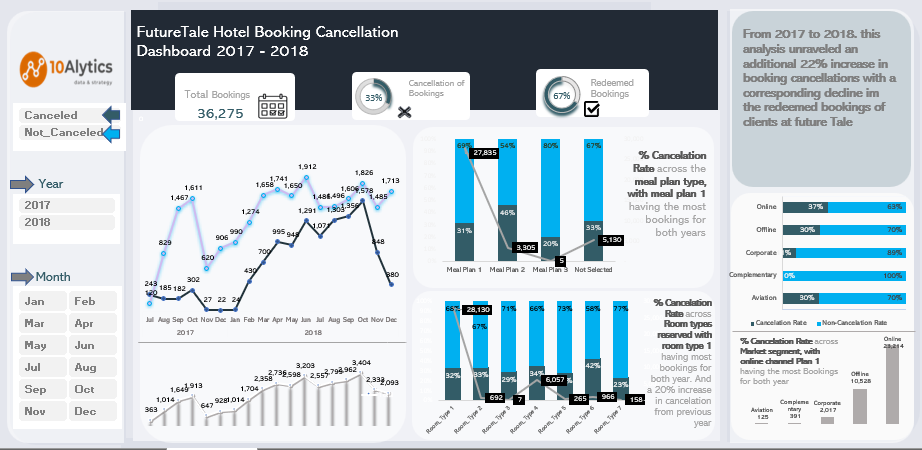 FutureTale Hotel Booking Cancellation
Dashboard 2017 - 2018
10Alytics
data & strategy
Canceled
Not_Canceled
Year
2017
2018
Month
Jan Feb
Mar Apr
May Jun
Jul Aug
Sep Oct
Nov Dec
Total Bookings
36,275
33%
Cancellation of
Bookings
67%
Redeemed
Bookings
1,912
1,826
1,741
1,713
1,658
1,650
1,611
1,467
1,485
1,496
1,578
1,356
1,303
1,291
1,274
1,071
995
990
948
906
848
829
700
620
430
380
302
243
120
185
182
27
22
24
Jul Aug Sep Oct Nov Dec Jan Feb Mar Apr May Jun Jul Aug Sep Oct Nov Dec
2017 2018
363
1,014
1,649
1,913
647
928
1,014
1,704
2,358
2,736
2,598
3,203
2,557
2,799
2,962
3,404
2,333
2,093
69% 54% 80% 67%
27,835
31%
46%
20%
33%
3,305
5
5,130
Meal Plan 1 Meal Plan 2 Meal Plan 3 Not Selected
% Cancelation
Rate across the
meal plan type,
with meal plan 1
having the most
bookings for
both years
68% 67% 71% 66% 73% 58% 77%
28,130
32% 33% 29% 34% 42% 23%
692
7
6,057
265
966
158
Room_Type 1 Room_Type 2 Room_Type 3 Room_Type 4 Room_Type 5 Room_Type 6 Room_Type 7
% Cancelation
Rate across
Room types
reserved with
room type 1
having most
bookings for
both year. And
a 20% increase
in cancelation
from previous
year
From 2017 to 2018. this
analysis unraveled an
additional 22% increase in
booking cancellations with a
corresponding decline im
the redeemed bookings of
clients at future Tale
Online 37% 63%
Offline 30% 70%
Corporate 89%
Complementary 0% 100%
Aviation 30% 70%
Cancelation Rate Non-Cancelation Rate
% Cancelation Rate across
Market segment, with
online channel Plan 1
having the most Bookings
for both year
Online
23,214
Offline
10,528
Corporate
2,017
Compleme
ntary
391
Aviation
125